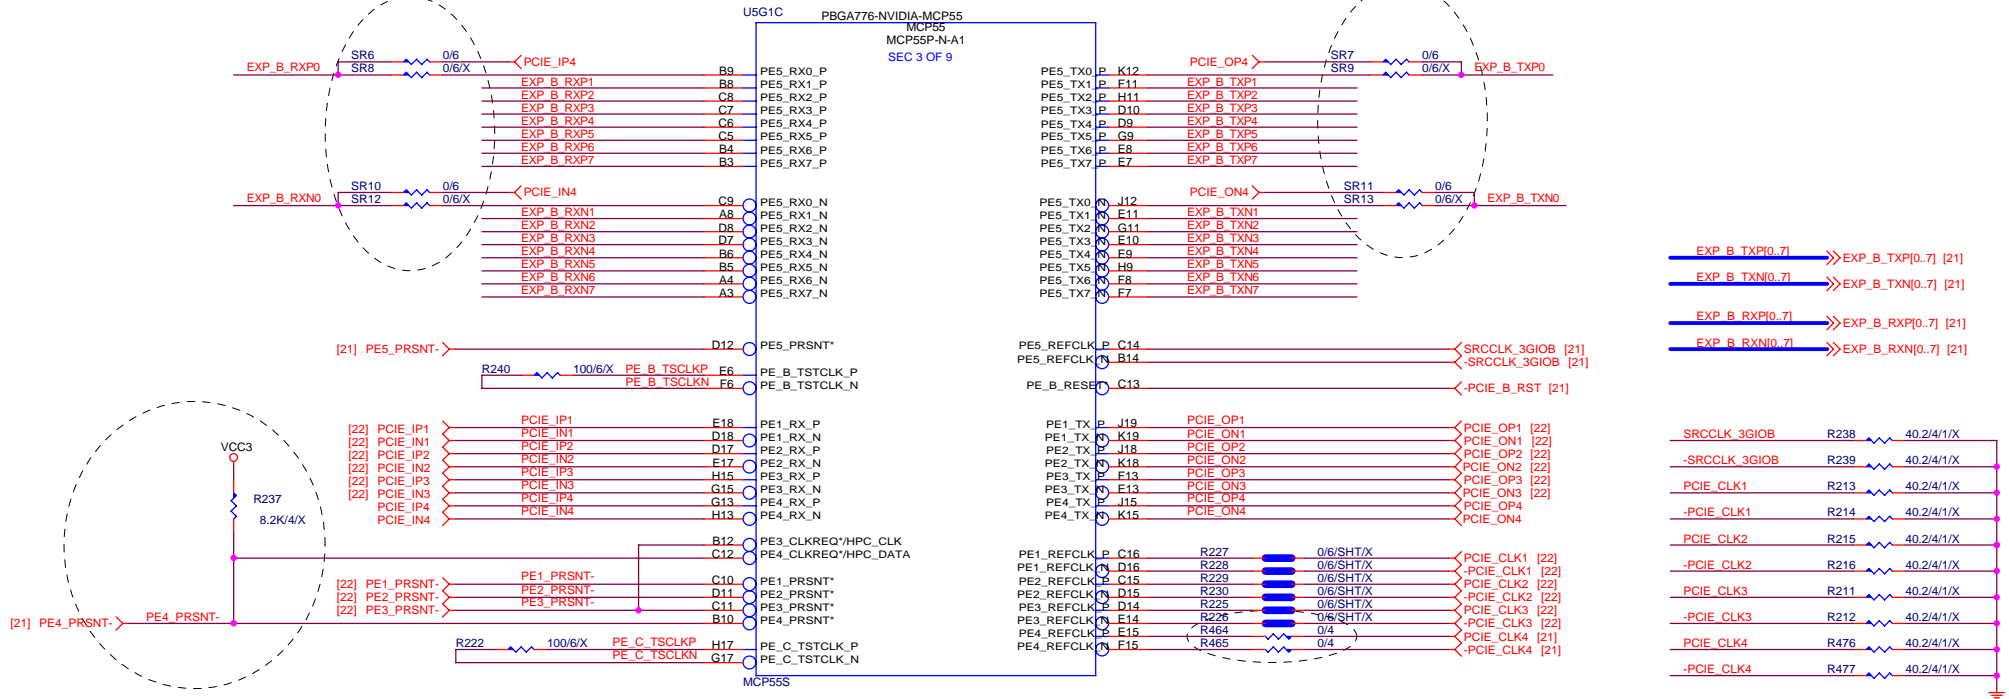 U5G1C
PBGA776-NVIDIA-MCP55
MCP55
MCP55P-N-A1
SEC 3 OF 9
EXP_B_RXP0
SR6 0/6 PCIE_IP4
SR8 0/6/X B9 PE5_RX0_P
EXP_B_RXP1 B8 PE5_RX1_P
EXP_B_RXP2 C8 PE5_RX2_P
EXP_B_RXP3 C7 PE5_RX3_P
EXP_B_RXP4 C6 PE5_RX4_P
EXP_B_RXP5 C5 PE5_RX5_P
EXP_B_RXP6 B4 PE5_RX6_P
EXP_B_RXP7 B3 PE5_RX7_P
EXP_B_RXN0
SR10 0/6 PCIE_IN4
SR12 0/6/X C9 PE5_RX0_N
EXP_B_RXN1 A8 PE5_RX1_N
EXP_B_RXN2 D8 PE5_RX2_N
EXP_B_RXN3 D7 PE5_RX3_N
EXP_B_RXN4 B6 PE5_RX4_N
EXP_B_RXN5 B5 PE5_RX5_N
EXP_B_RXN6 A4 PE5_RX6_N
EXP_B_RXN7 A3 PE5_RX7_N
[21] PE5_PRSNT- D12 PE5_PRSNT*
R240 100/6/X PE_B_TSCLKP E6 PE_B_TSTCLK_P
PE_B_TSCLKN F6 PE_B_TSTCLK_N
[22] PCIE_IP1 PCIE_IP1 E18 PE1_RX_P
[22] PCIE_IN1 PCIE_IN1 D18 PE1_RX_N
[22] PCIE_IP2 PCIE_IP2 D17 PE2_RX_P
[22] PCIE_IN2 PCIE_IN2 E17 PE2_RX_N
[22] PCIE_IP3 PCIE_IP3 H15 PE3_RX_P
[22] PCIE_IN3 PCIE_IN3 G15 PE3_RX_N
PCIE_IP4 PCIE_IP4 G13 PE4_RX_P
PCIE_IN4 PCIE_IN4 H13 PE4_RX_N
VCC3
R237
8.2K/4/X
B12 PE3_CLKREQ*/HPC_CLK
C12 PE4_CLKREQ*/HPC_DATA
[22] PE1_PRSNT- PE1_PRSNT- C10 PE1_PRSNT*
[22] PE2_PRSNT- PE2_PRSNT- D11 PE2_PRSNT*
[22] PE3_PRSNT- PE3_PRSNT- C11 PE3_PRSNT*
[21] PE4_PRSNT- PE4_PRSNT- B10 PE4_PRSNT*
R222 100/6/X PE_C_TSCLKP H17 PE_C_TSTCLK_P
PE_C_TSCLKN G17 PE_C_TSTCLK_N
MCP55S
PCIE_OP4 SR7 0/6
PE5_TX0_P K12 SR9 0/6/X EXP_B_TXP0
PE5_TX1_P F11 EXP_B_TXP1
PE5_TX2_P H11 EXP_B_TXP2
PE5_TX3_P D10 EXP_B_TXP3
PE5_TX4_P D9 EXP_B_TXP4
PE5_TX5_P G9 EXP_B_TXP5
PE5_TX6_P E8 EXP_B_TXP6
PE5_TX7_P E7 EXP_B_TXP7
PCIE_ON4 SR11 0/6
PE5_TX0_N J12 SR13 0/6/X EXP_B_TXN0
PE5_TX1_N E11 EXP_B_TXN1
PE5_TX2_N G11 EXP_B_TXN2
PE5_TX3_N E10 EXP_B_TXN3
PE5_TX4_N E9 EXP_B_TXN4
PE5_TX5_N H9 EXP_B_TXN5
PE5_TX6_N F8 EXP_B_TXN6
PE5_TX7_N F7 EXP_B_TXN7
PE5_REFCLK_P C14 SRCCLK_3GIOB [21]
PE5_REFCLK_N B14 -SRCCLK_3GIOB [21]
PE_B_RESET* C13 -PCIE_B_RST [21]
PE1_TX_P J19 PCIE_OP1 PCIE_OP1 [22]
PE1_TX_N K19 PCIE_ON1 PCIE_ON1 [22]
PE2_TX_P J18 PCIE_OP2 PCIE_OP2 [22]
PE2_TX_N K18 PCIE_ON2 PCIE_ON2 [22]
PE3_TX_P F13 PCIE_OP3 PCIE_OP3 [22]
PE3_TX_N E13 PCIE_ON3 PCIE_ON3 [22]
PE4_TX_P J15 PCIE_OP4 PCIE_OP4
PE4_TX_N K15 PCIE_ON4 PCIE_ON4
PE1_REFCLK_P C16 R227 0/6/SHT/X PCIE_CLK1 [22]
PE1_REFCLK_N D16 R228 0/6/SHT/X -PCIE_CLK1 [22]
PE2_REFCLK_P C15 R229 0/6/SHT/X PCIE_CLK2 [22]
PE2_REFCLK_N D15 R230 0/6/SHT/X -PCIE_CLK2 [22]
PE3_REFCLK_P D14 R225 0/6/SHT/X PCIE_CLK3 [22]
PE3_REFCLK_N E14 R226 0/6/SHT/X -PCIE_CLK3 [22]
PE4_REFCLK_P E15 R464 0/4 PCIE_CLK4 [21]
PE4_REFCLK_N F15 R465 0/4 -PCIE_CLK4 [21]
EXP_B_TXP[0..7] EXP_B_TXP[0..7] [21]
EXP_B_TXN[0..7] EXP_B_TXN[0..7] [21]
EXP_B_RXP[0..7] EXP_B_RXP[0..7] [21]
EXP_B_RXN[0..7] EXP_B_RXN[0..7] [21]
SRCCLK_3GIOB R238 40.2/4/1/X
-SRCCLK_3GIOB R239 40.2/4/1/X
PCIE_CLK1 R213 40.2/4/1/X
-PCIE_CLK1 R214 40.2/4/1/X
PCIE_CLK2 R215 40.2/4/1/X
-PCIE_CLK2 R216 40.2/4/1/X
PCIE_CLK3 R211 40.2/4/1/X
-PCIE_CLK3 R212 40.2/4/1/X
PCIE_CLK4 R476 40.2/4/1/X
-PCIE_CLK4 R477 40.2/4/1/X